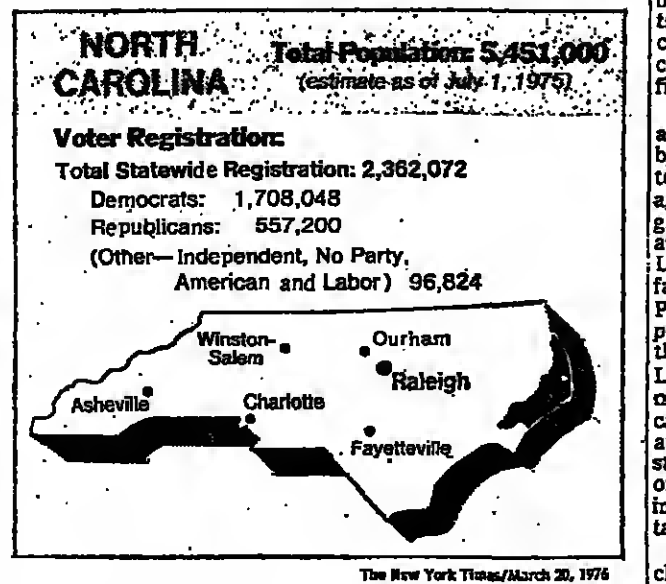 NORTH
CAROLINA
Total Population: 5,451,000
(estimate as of July 1, 1975)
Voter Registration:
Total Statewide Registration: 2,362,072
Democrats: 1,708,048
Republicans: 557,200
(Other—Independent, No Party,
American and Labor) 96,824
Winston-
Salem
Ourham
Raleigh
Asheville
Charlotte
Fayetteville
The New York Times/March 20, 1976